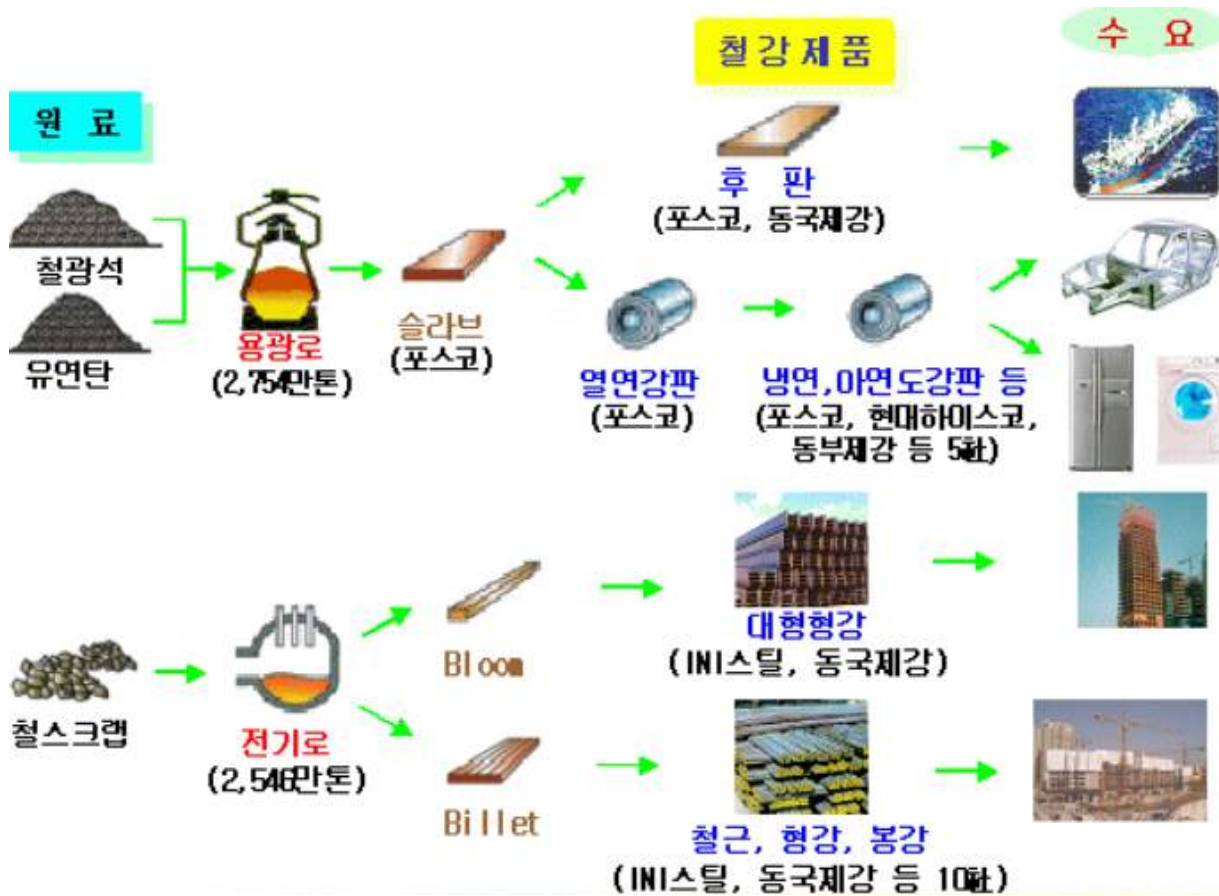 철강제품
수 요
원 료
후 판
(포스코, 동국제강)
철광석
유연탄
용광로
(2,754만톤)
슬라브
(포스코)
열연강판
(포스코)
냉연,아연도강판 등
(포스코, 현대하이스코,
동부제강 등 5社)
철스크랩
전기로
(2,546만톤)
Bloom
대형형강
(INI스틸, 동국제강)
Billet
철근, 형강, 봉강
(INI스틸, 동국제강 등 10社)